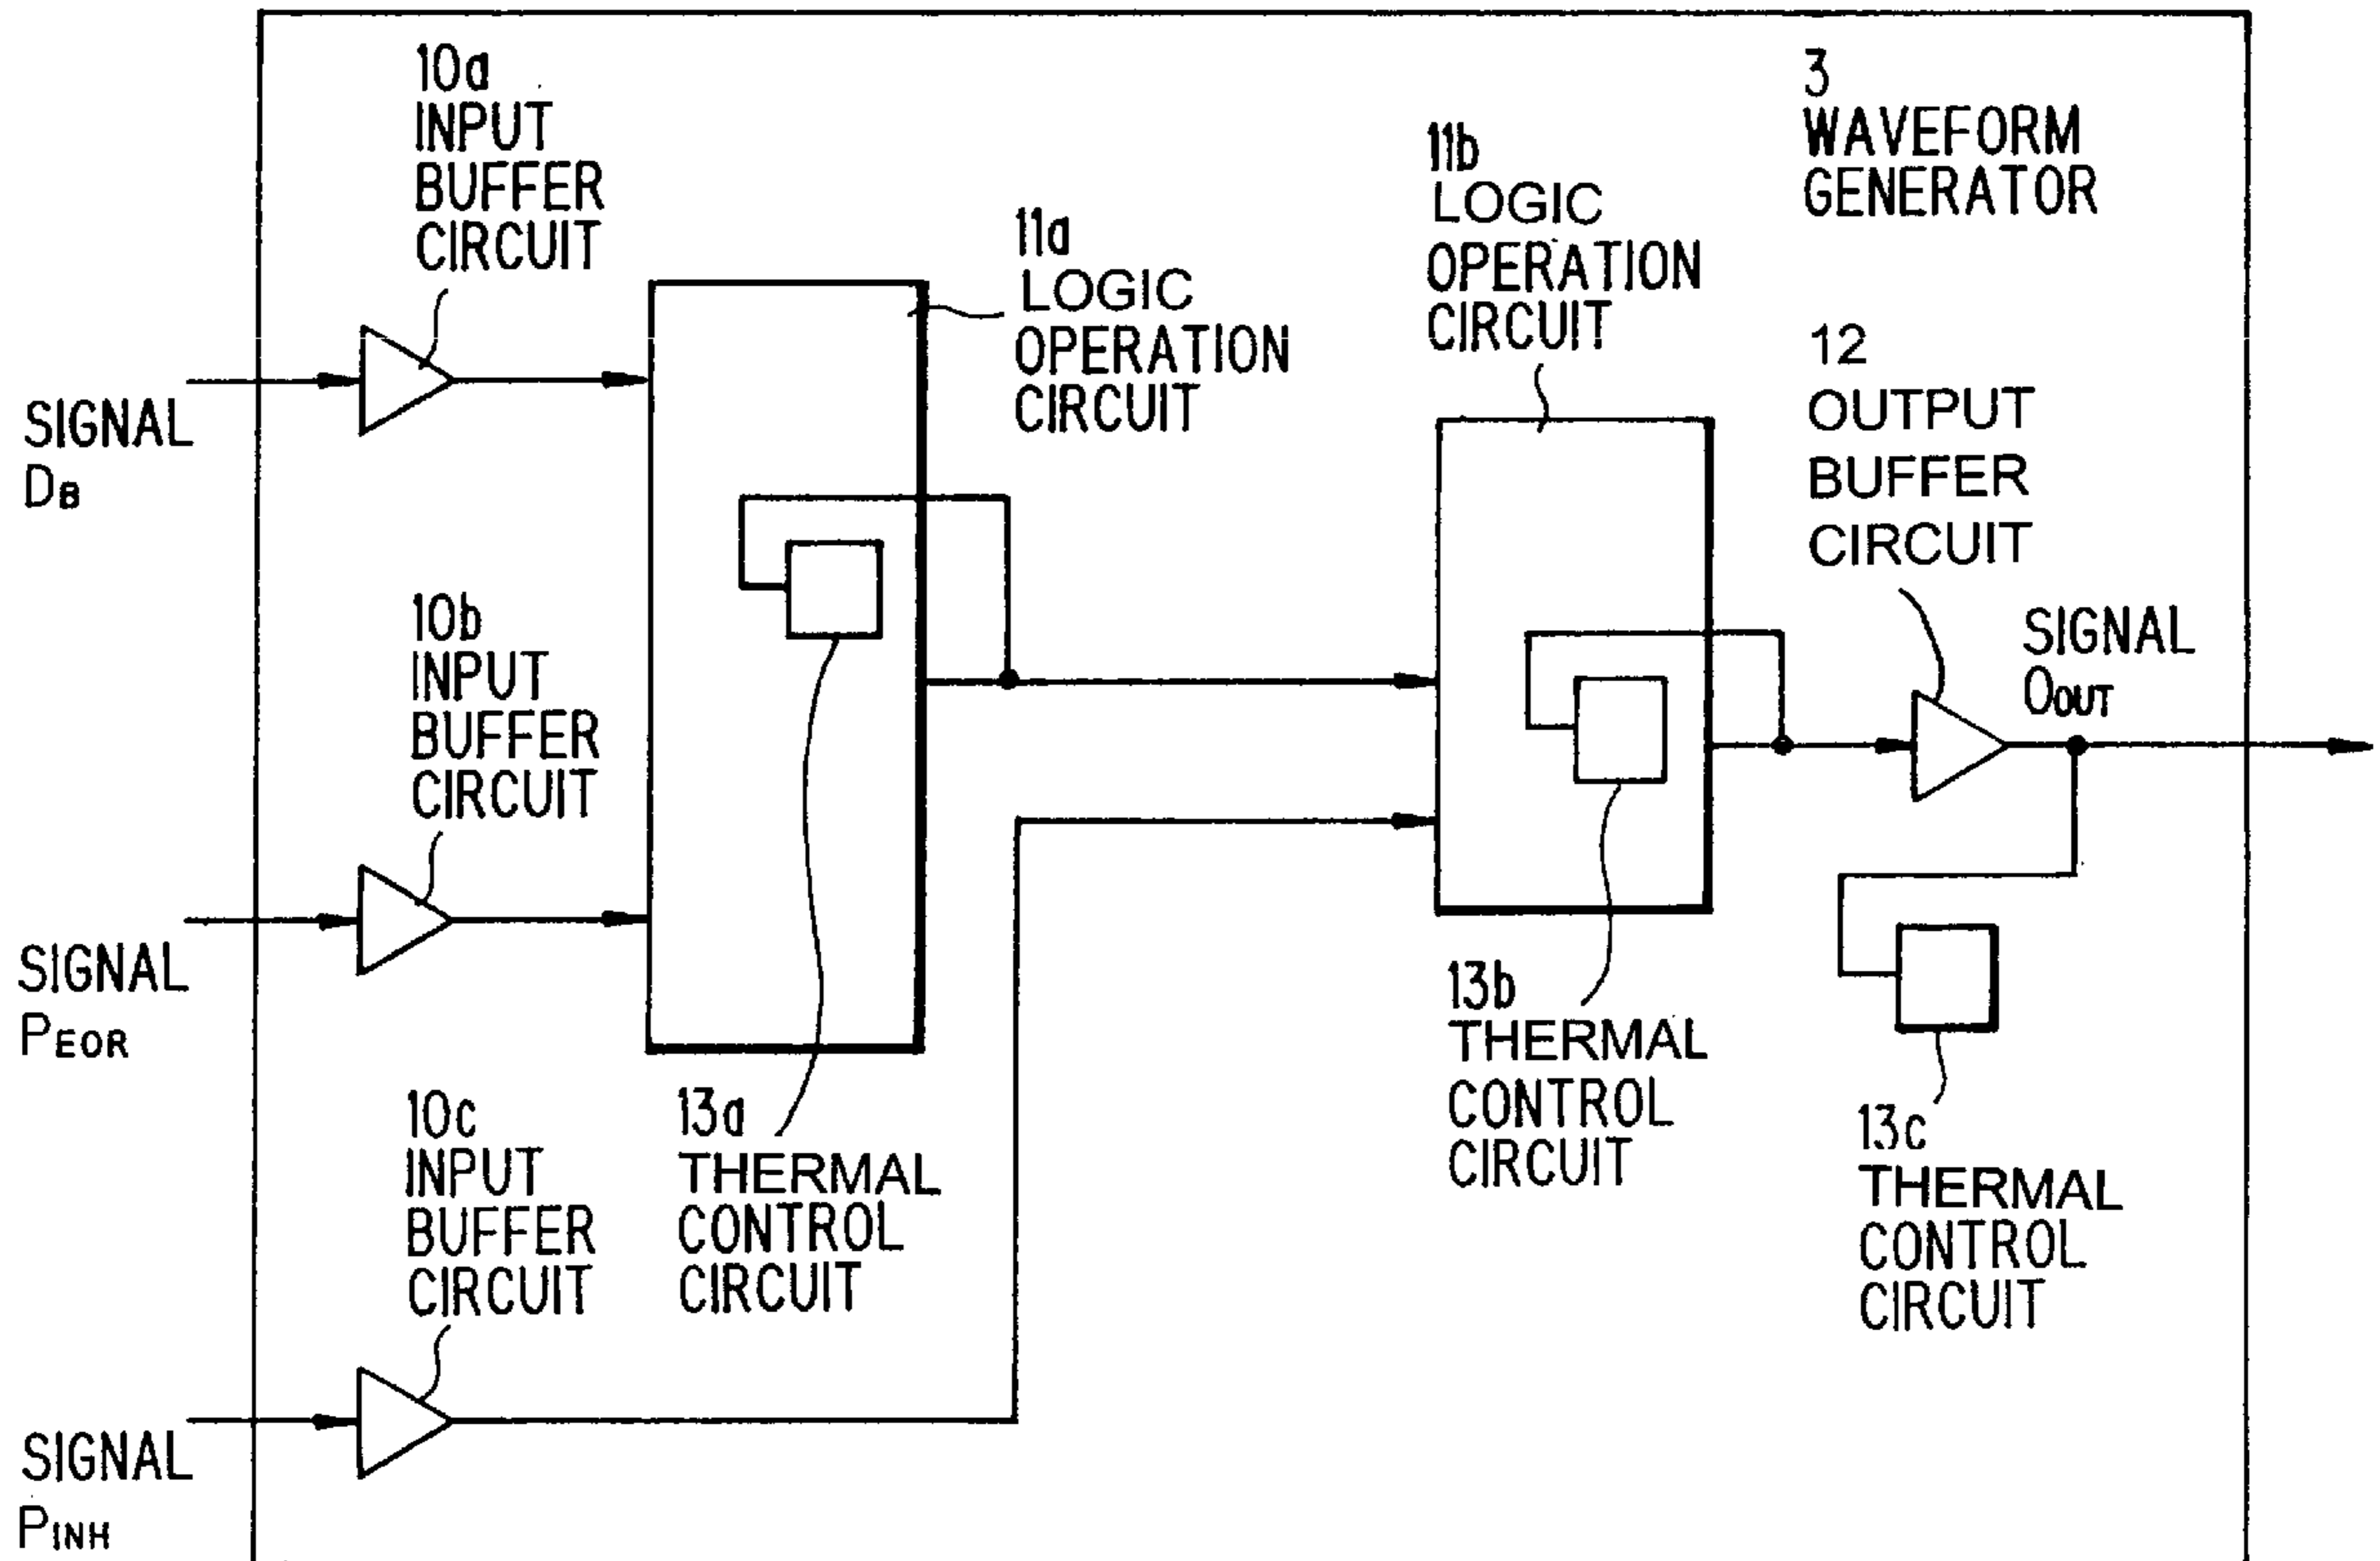 10a
INPUT
BUFFER
CIRCUIT
3
WAVEFORM
GENERATOR
11b
LOGIC
OPERATION
CIRCUIT
11a
LOGIC
OPERATION
CIRCUIT
12
OUTPUT
BUFFER
CIRCUIT
SIGNAL
DB
10b
INPUT
BUFFER
CIRCUIT
SIGNAL
OOUT
SIGNAL
PEOR
13b
THERMAL
CONTROL
CIRCUIT
10c
INPUT
BUFFER
CIRCUIT
13a
THERMAL
CONTROL
CIRCUIT
13c
THERMAL
CONTROL
CIRCUIT
SIGNAL
PINH